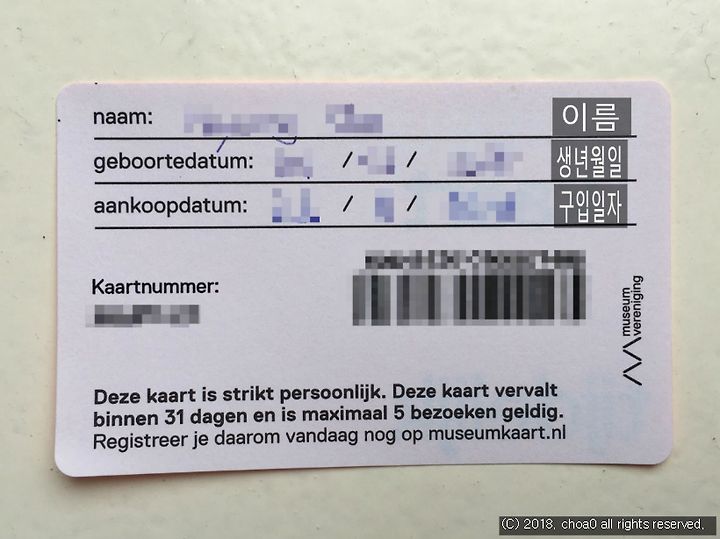 naam: 이름
geboortedatum: / / 생년월일
aankoopdatum: / / 구입일자
Kaartnummer:
museum
vereniging
Deze kaart is strikt persoonlijk. Deze kaart vervalt
binnen 31 dagen en is maximaal 5 bezoeken geldig.
Registreer je daarom vandaag nog op museumkaart.nl
(C) 2018. choa0 all rights reserved.